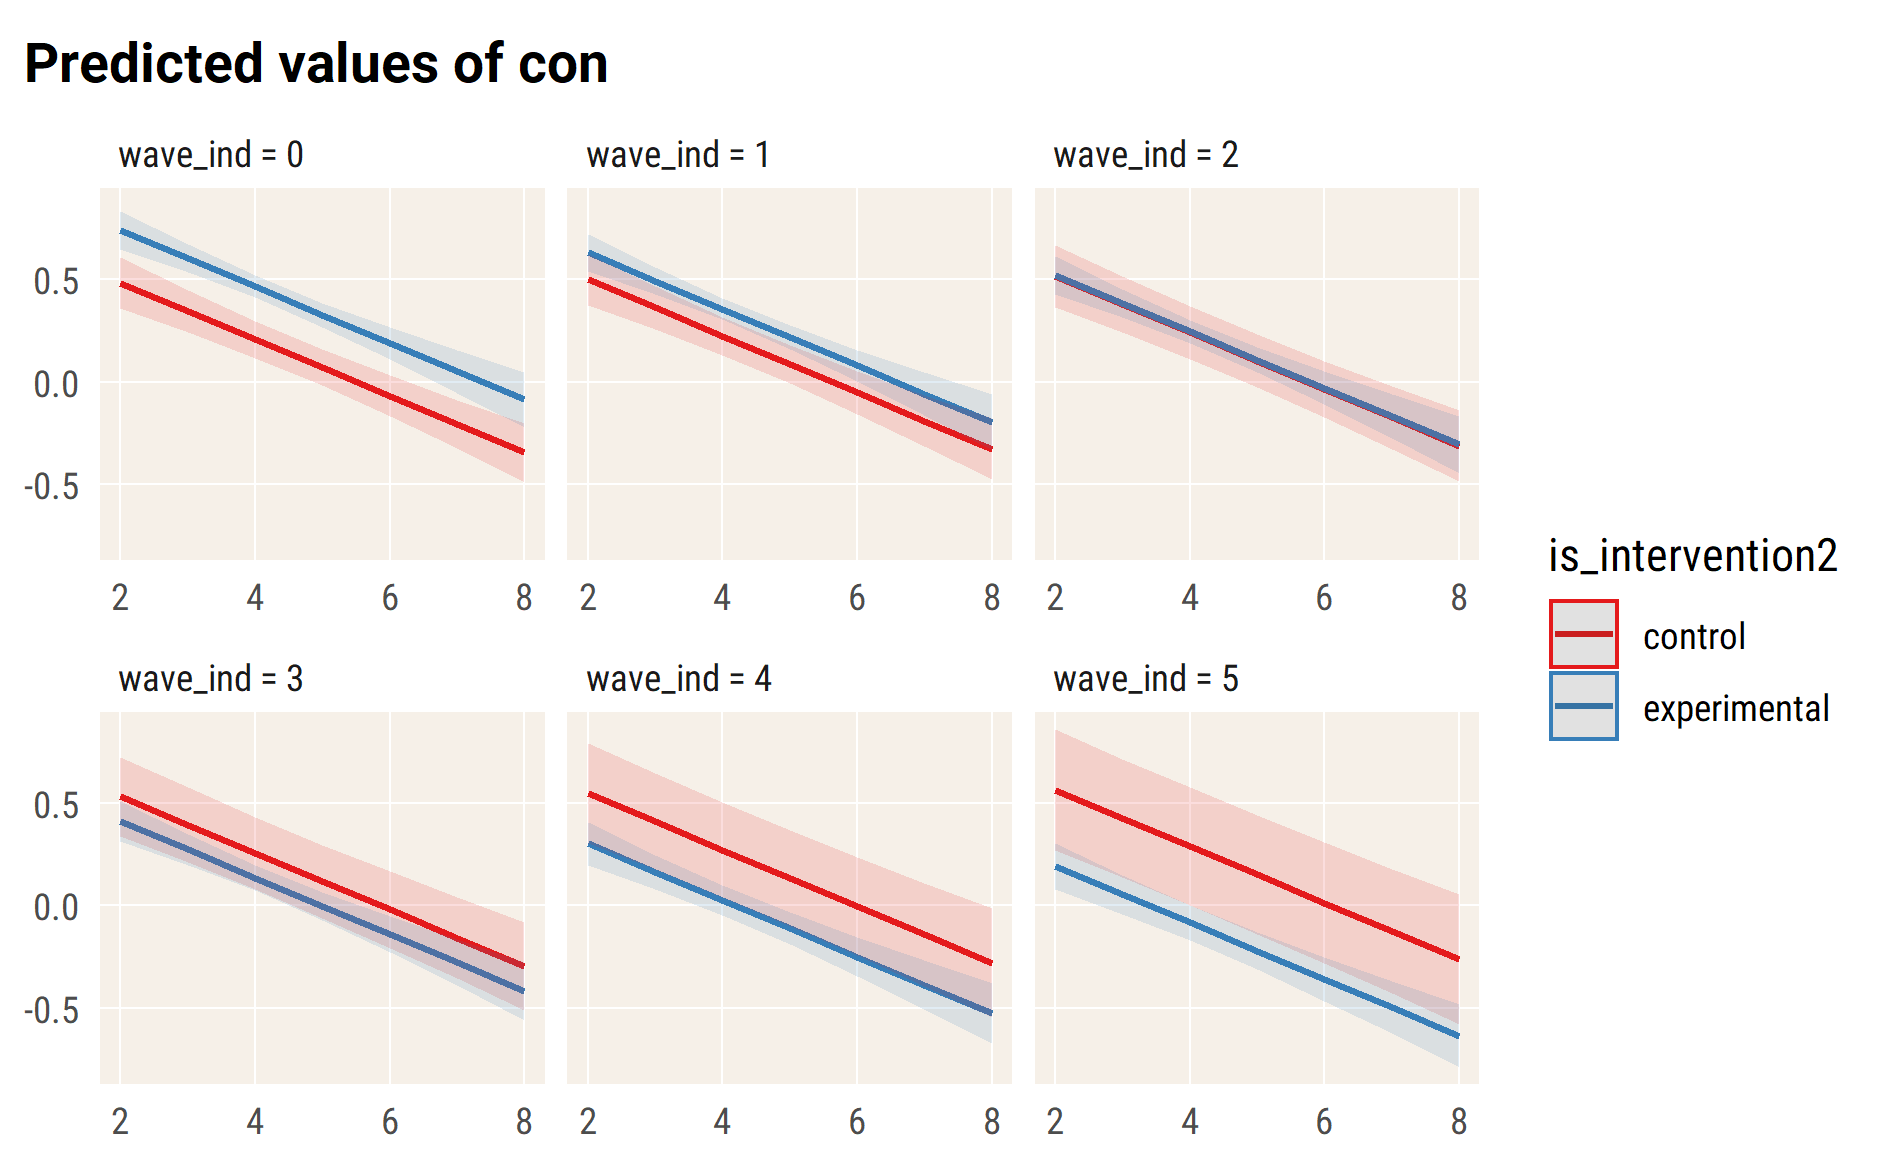 Predicted values of con
wave_ind = 0
wave_ind = 1
wave_ind = 2
0.5
0.0
-0.5
2 4 6 8
2 4 6 8
2 4 6 8
wave_ind = 3
wave_ind = 4
wave_ind = 5
0.5
0.0
-0.5
2 4 6 8
2 4 6 8
2 4 6 8
is_intervention2
control
experimental